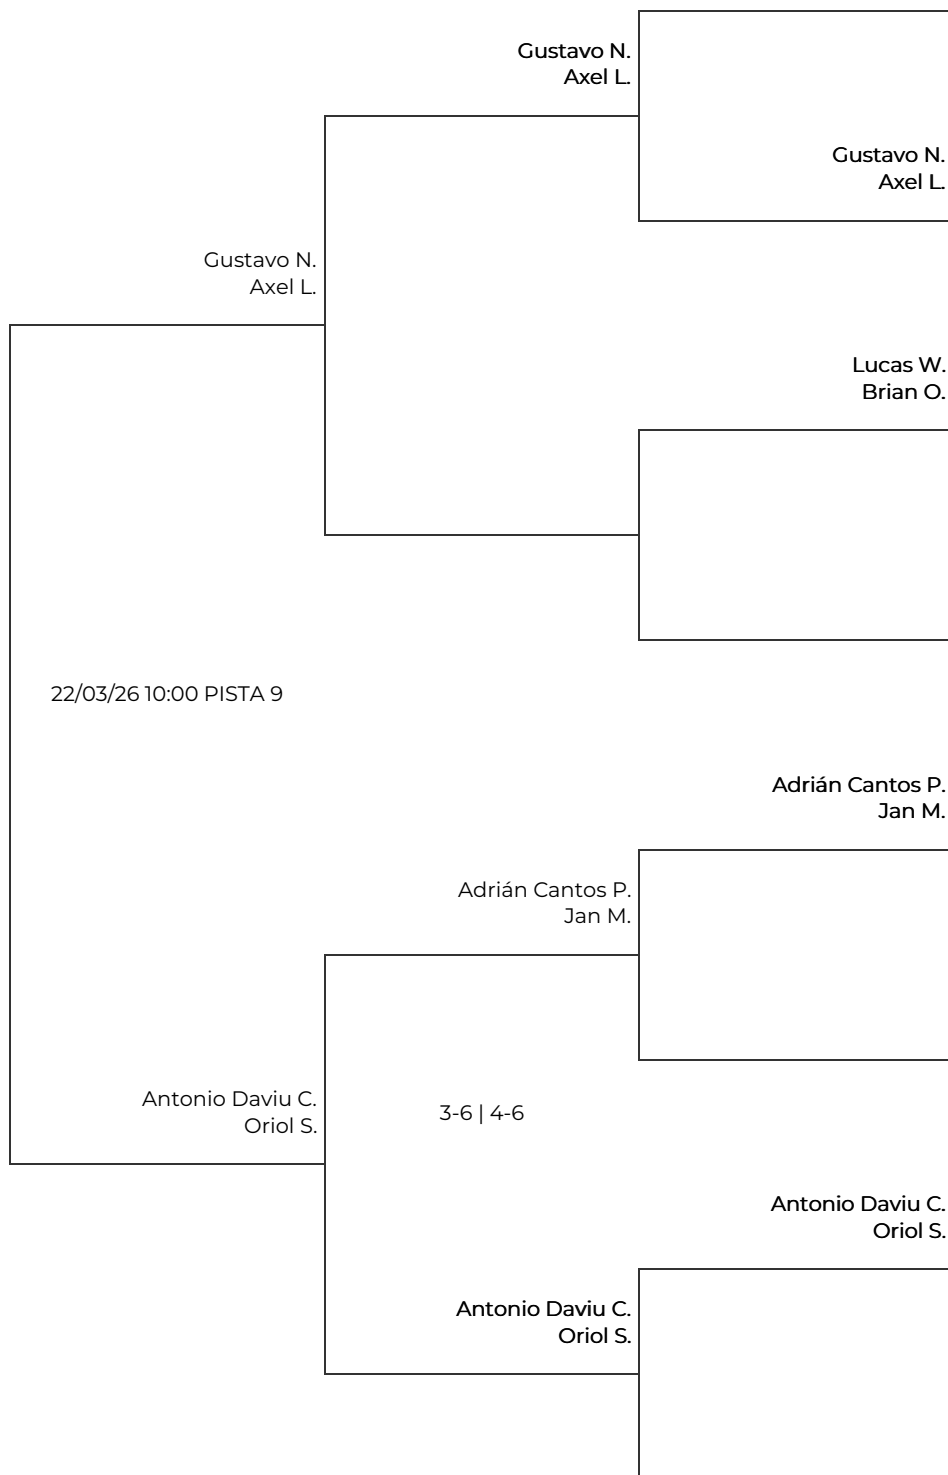 Gustavo N.
Axel L.
Gustavo N.
Axel L.
Gustavo N.
Axel L.
Lucas W.
Brian O.
22/03/26 10:00 PISTA 9
Adrián Cantos P.
Jan M.
Adrián Cantos P.
Jan M.
Antonio Daviu C.
Oriol S.
3-6 | 4-6
Antonio Daviu C.
Oriol S.
Antonio Daviu C.
Oriol S.